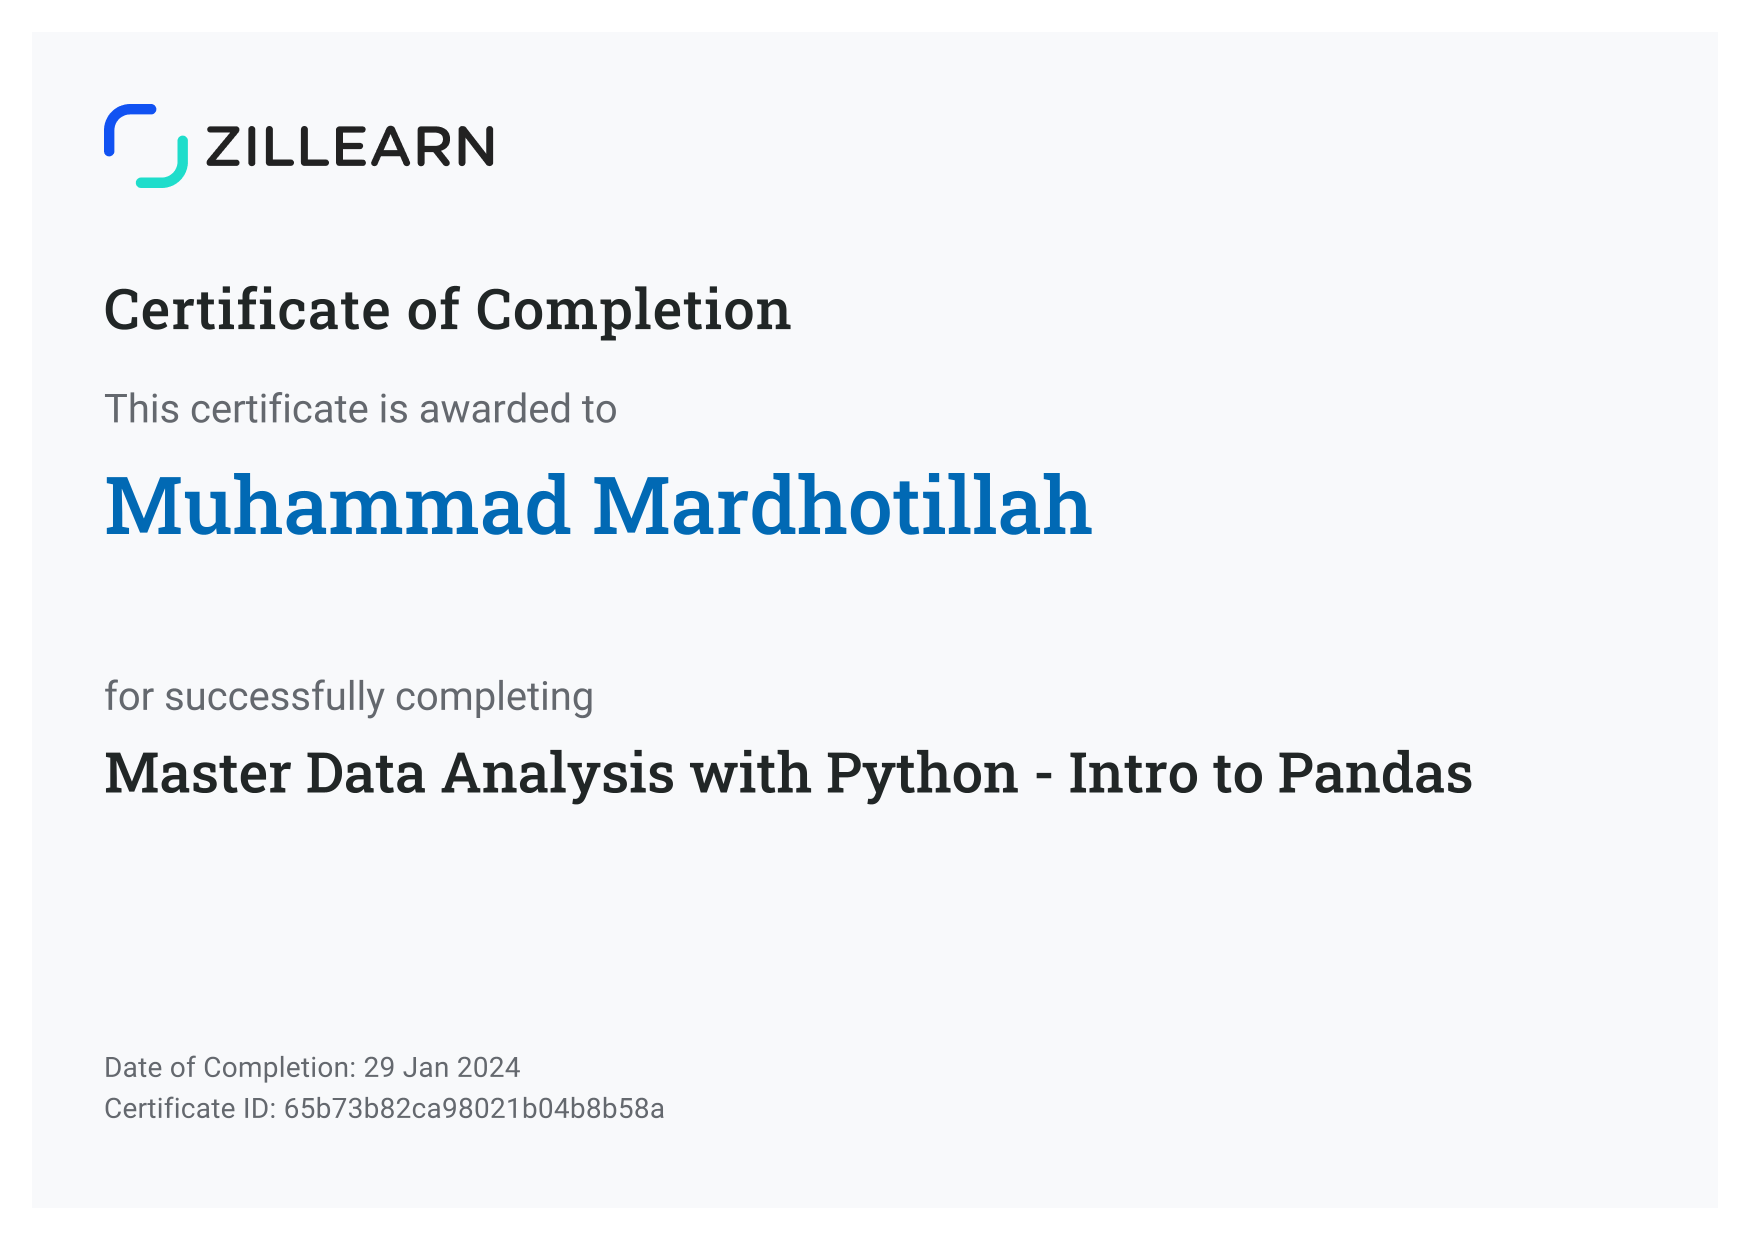 ZILLEARN
Certificate of Completion
This certificate is awarded to
Muhammad Mardhotillah
for successfully completing
Master Data Analysis with Python - Intro to Pandas
Date of Completion: 29 Jan 2024
Certificate ID: 65b73b82ca98021b04b8b58a